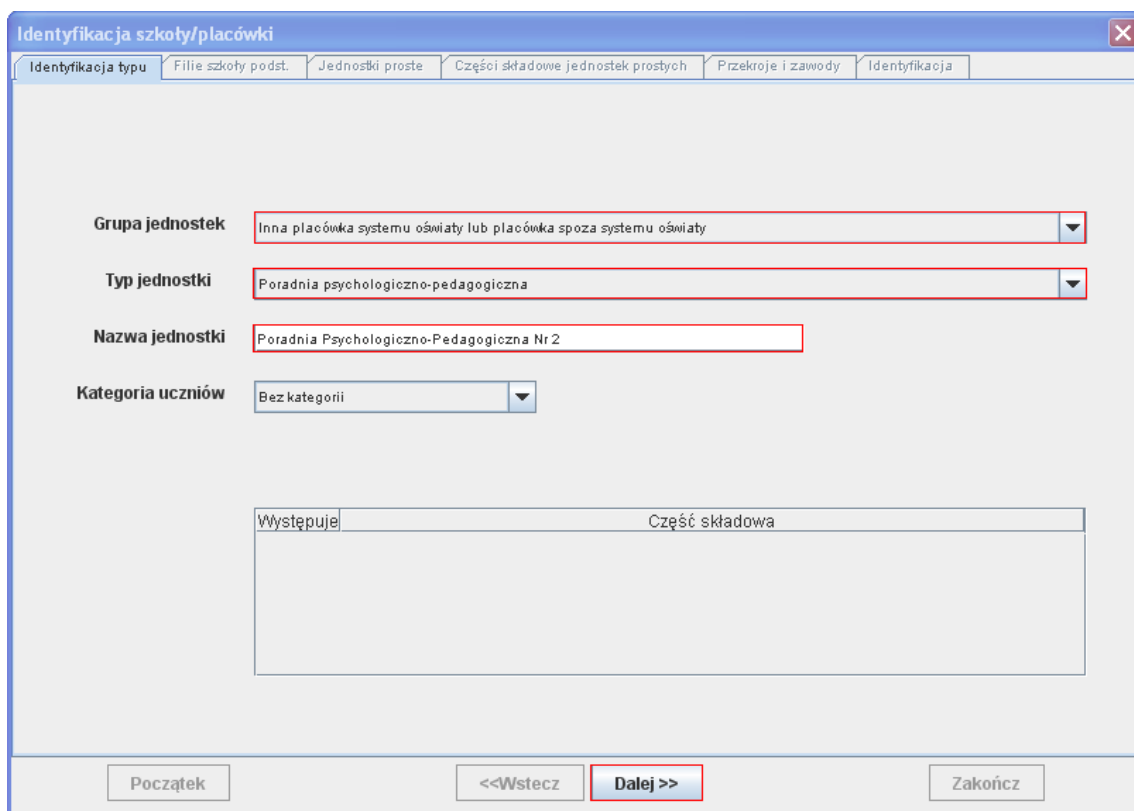 Identyfikacja szkoły/placówki
Identyfikacja typu Filie szkoły podst. Jednostki proste Części składowe jednostek prostych Przekroje i zawody Identyfikacja
Grupa jednostek Inna placówka systemu oświaty lub placówka spoza systemu oświaty
Typ jednostki Poradnia psychologiczno-pedagogiczna
Nazwa jednostki Poradnia Psychologiczno-Pedagogiczna Nr 2
Kategoria uczniów Bez kategorii
Występuje Część składowa
Początek <<Wstecz Dalej >> Zakończ